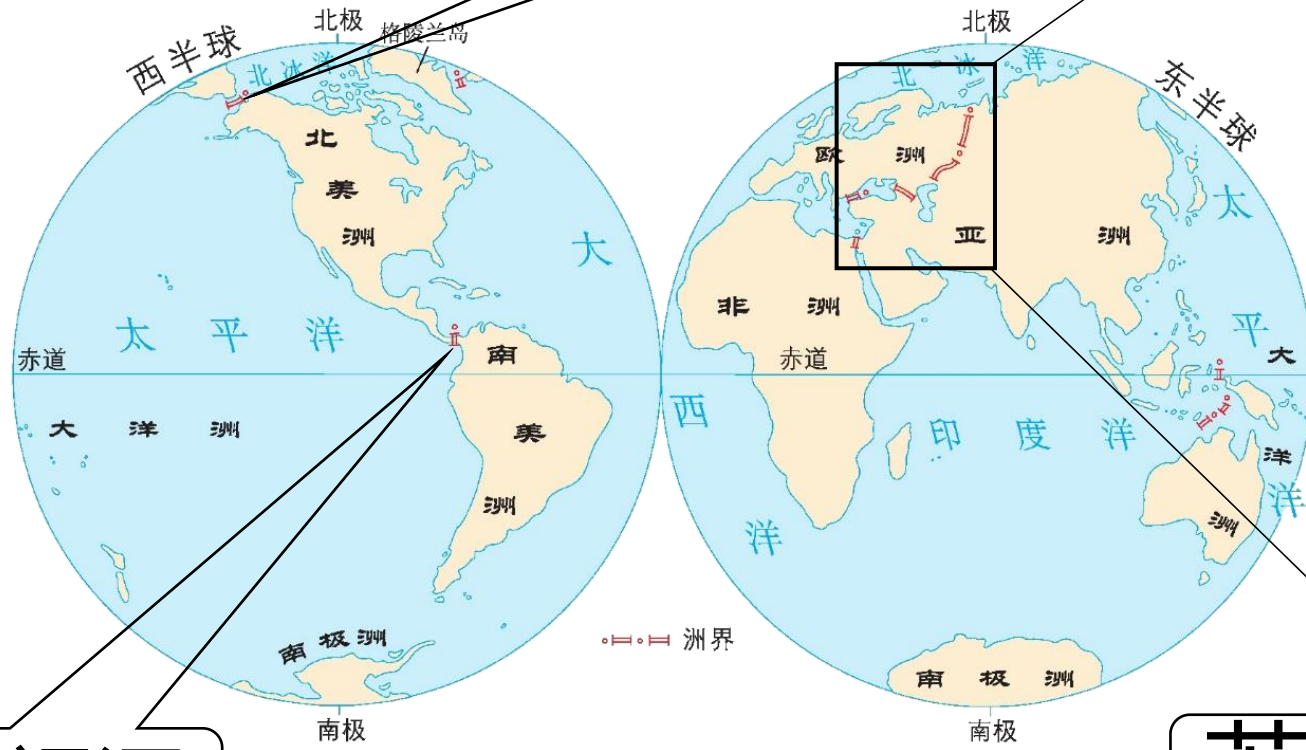 西半球
北极
格陵兰岛
北冰洋
北美洲
大
太平洋
赤道
大洋洲
南美洲
南极洲
南极
洲界
东半球
北极
北冰洋
欧洲
亚洲
太
平
洋
非洲
赤道
大
洋
洲
西
洋
印度洋
南极洲
南极